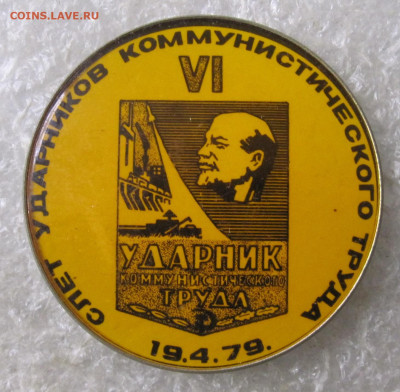 COINS.LAVE.RU
СЛЕТ УДАРНИКОВ КОММУНИСТИЧЕСКОГО ТРУДА
VI
УДАРНИК
КОММУНИСТИЧЕСКОГО
ТРУДА
19.4.79.